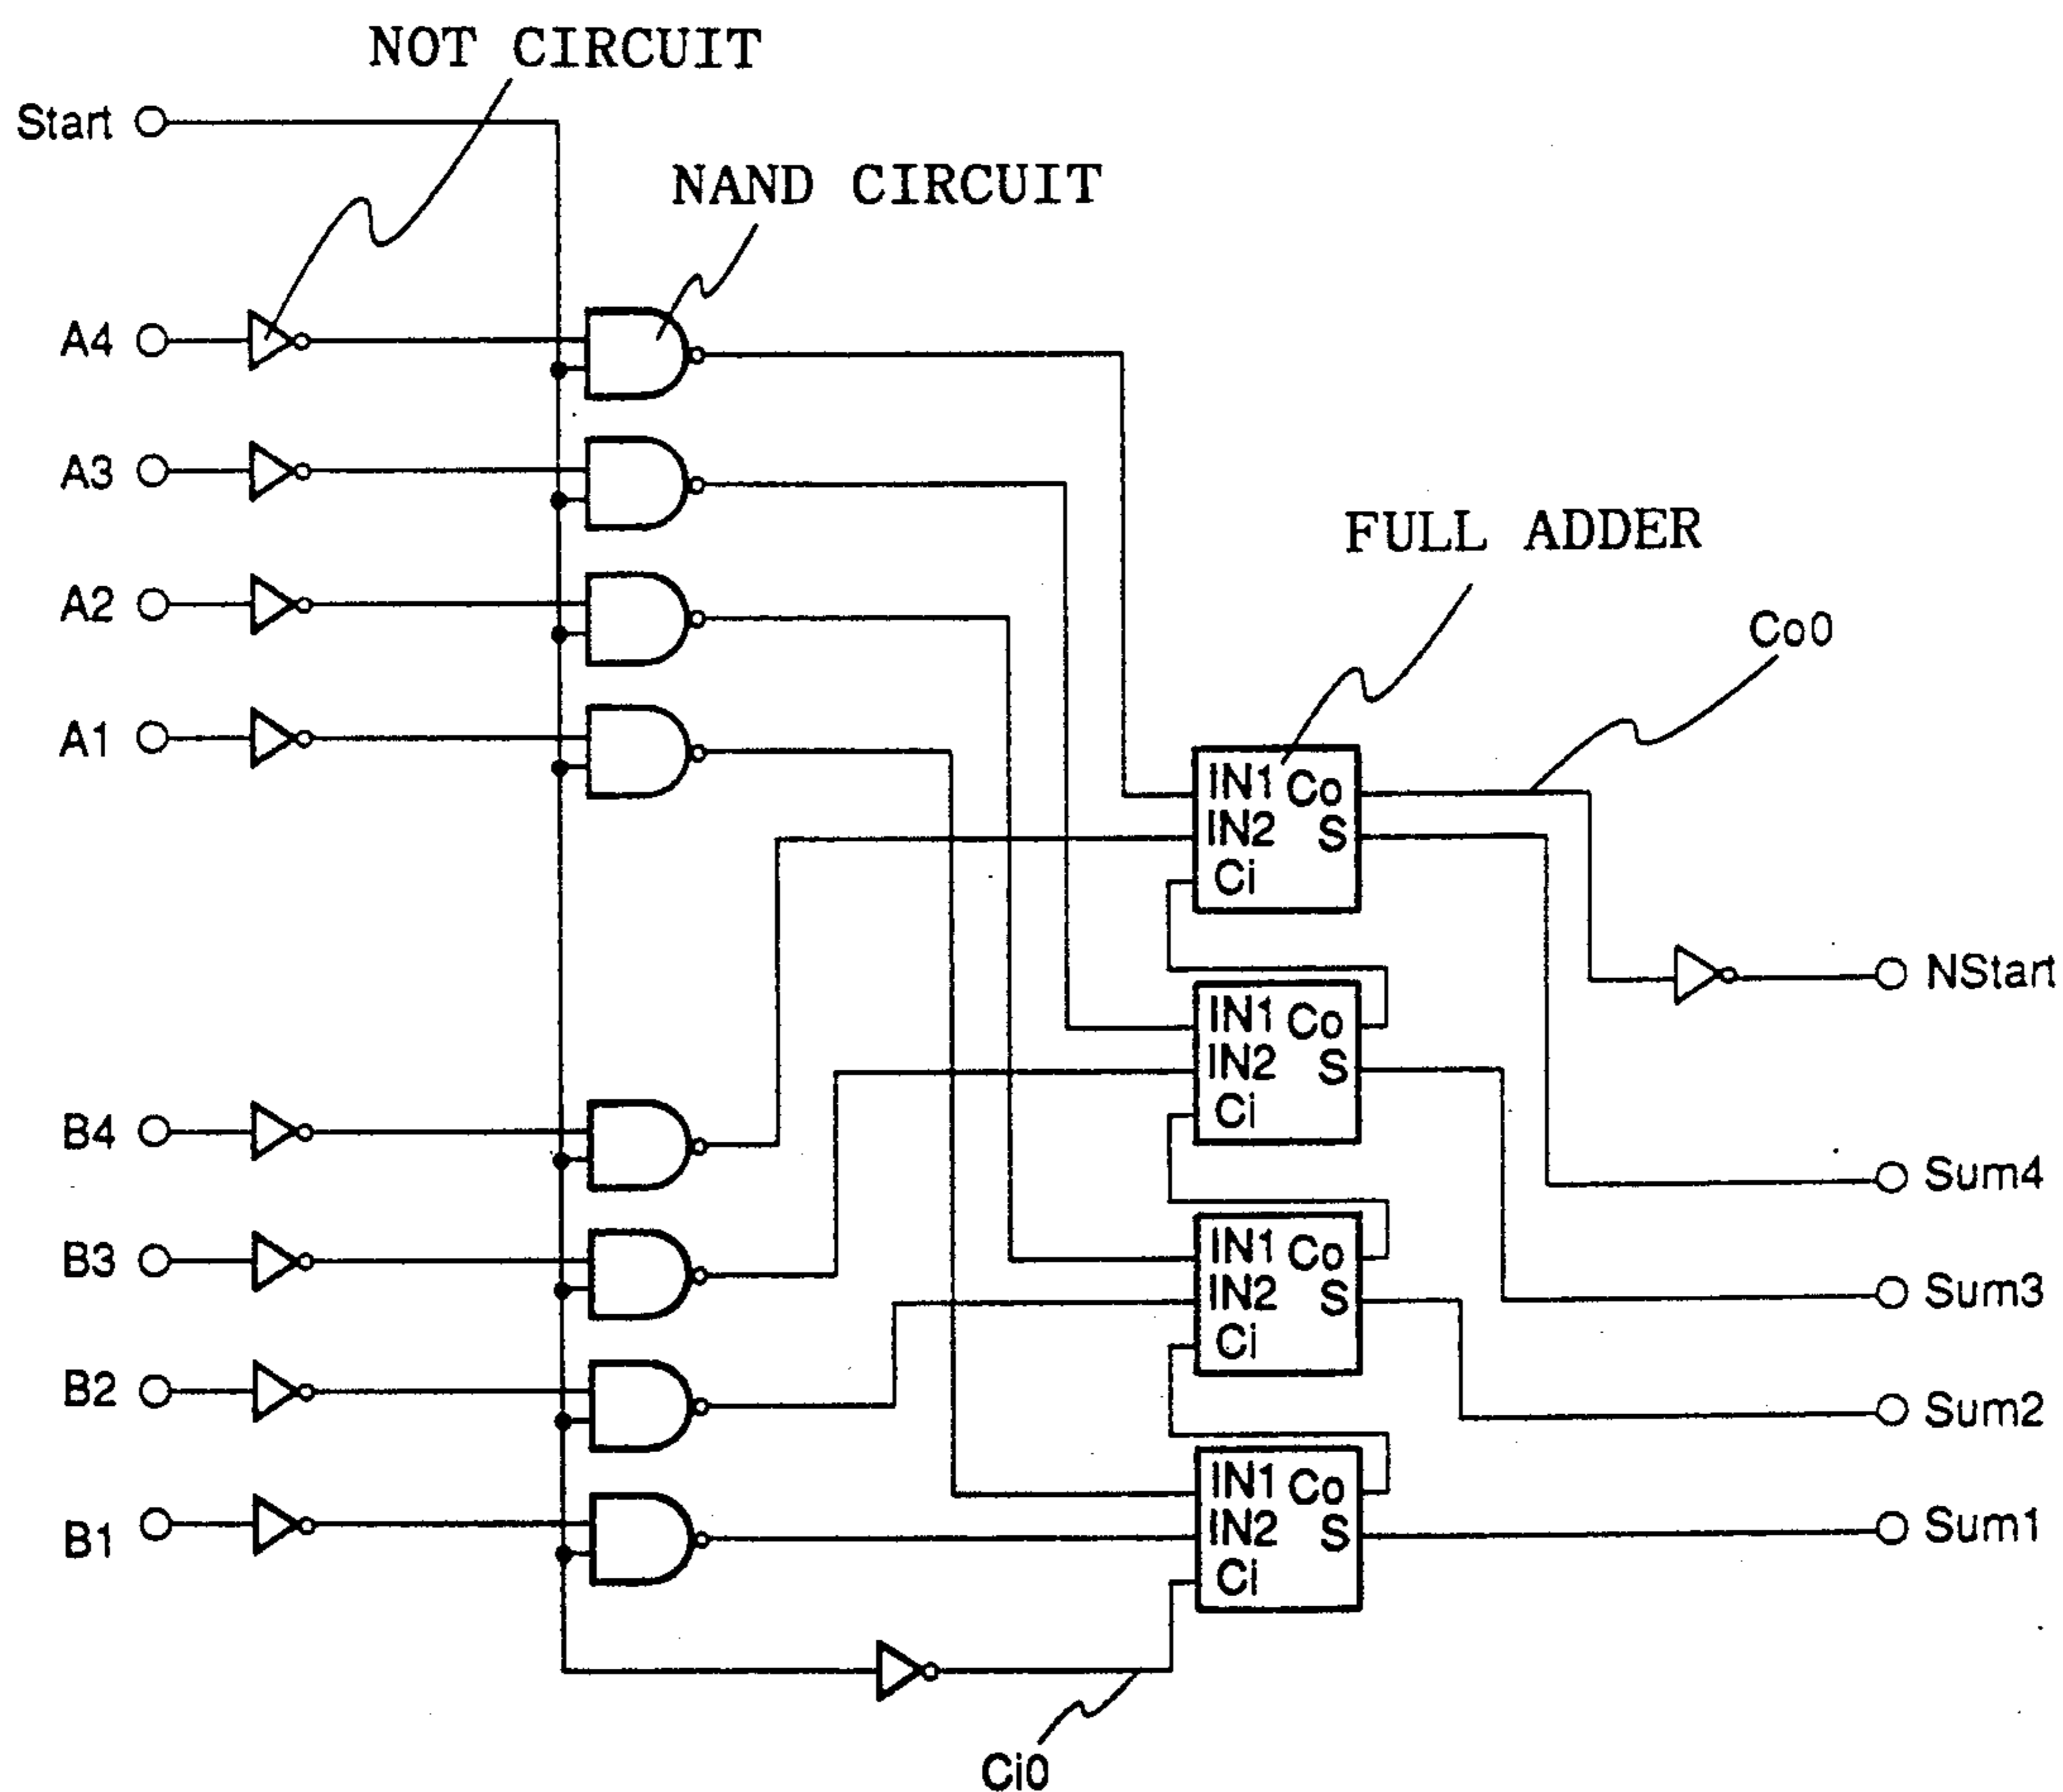 NOT CIRCUIT
Start
NAND CIRCUIT
A4
A3
FULL ADDER
A2
Co0
A1
IN1 Co
IN2 S
Ci
NStart
IN1 Co
IN2 S
Ci
B4
Sum4
B3
IN1 Co
IN2 S
Ci
Sum3
B2
Sum2
IN1 Co
IN2 S
Ci
B1
Sum1
Ci0